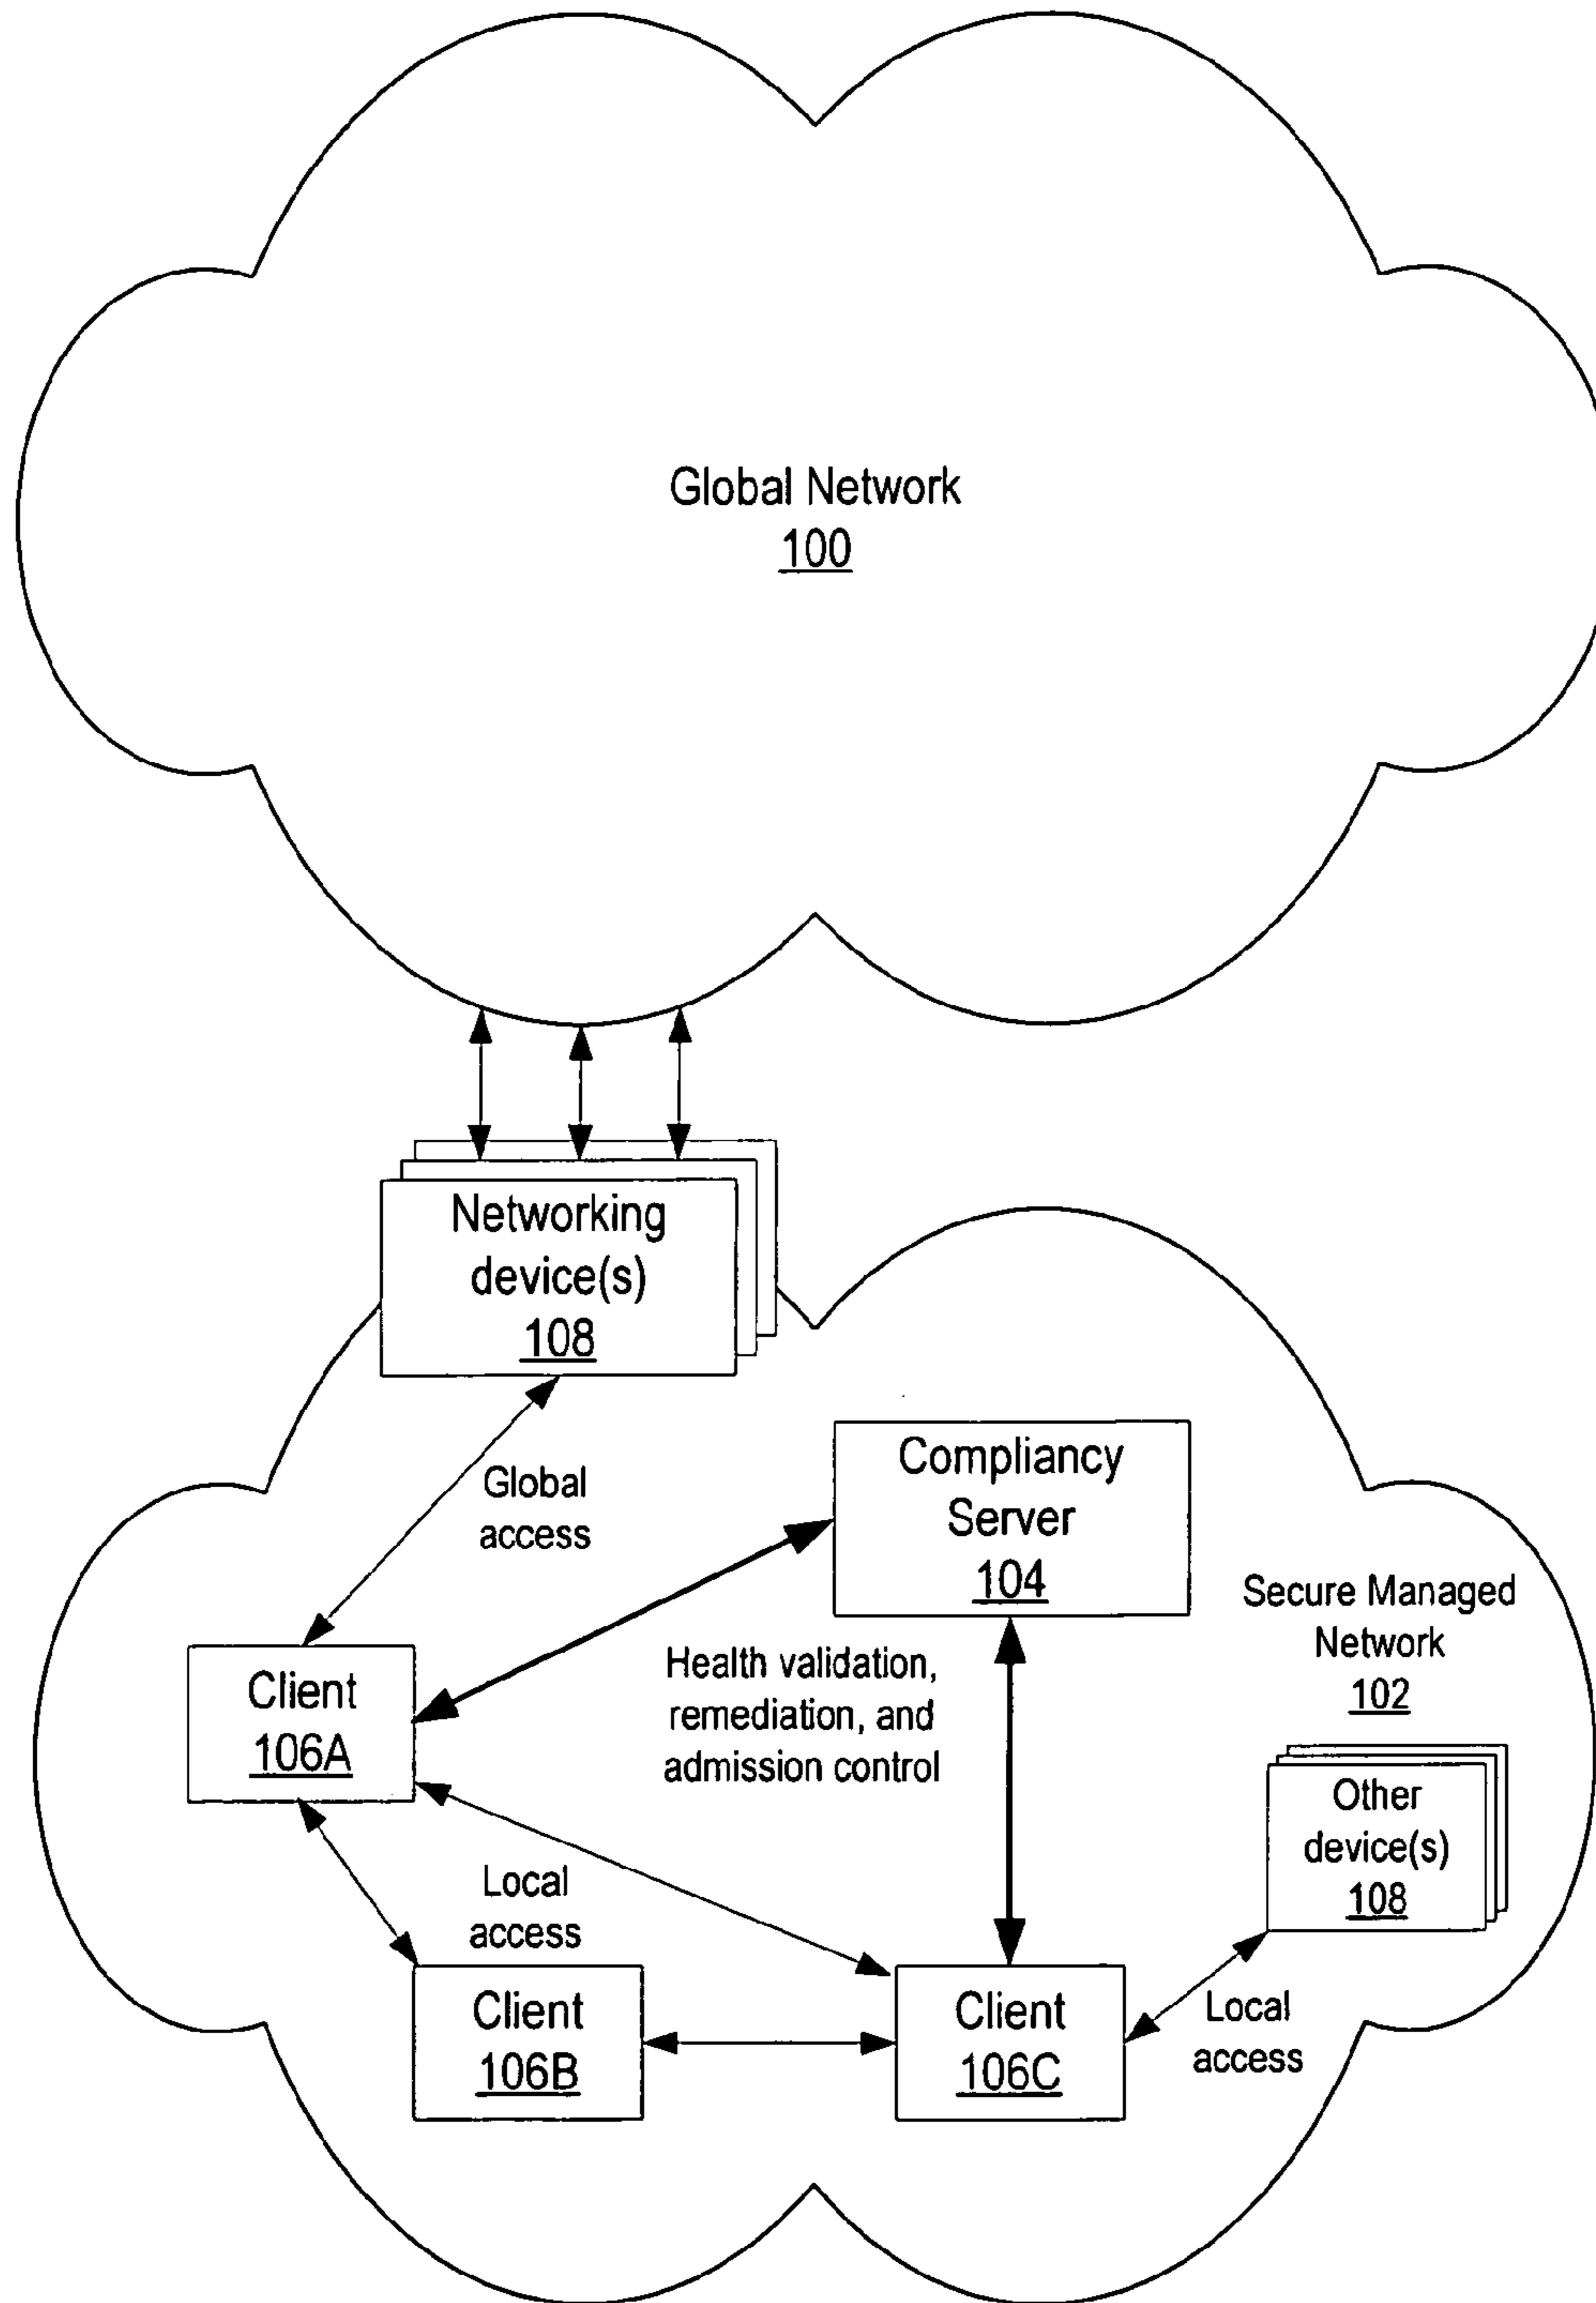 Global Network
100
Networking
device(s)
108
Global
access
Compliancy
Server
104
Secure Managed
Network
102
Client
106A
Health validation,
remediation, and
admission control
Other
device(s)
108
Local
access
Client
106B
Client
106C
Local
access